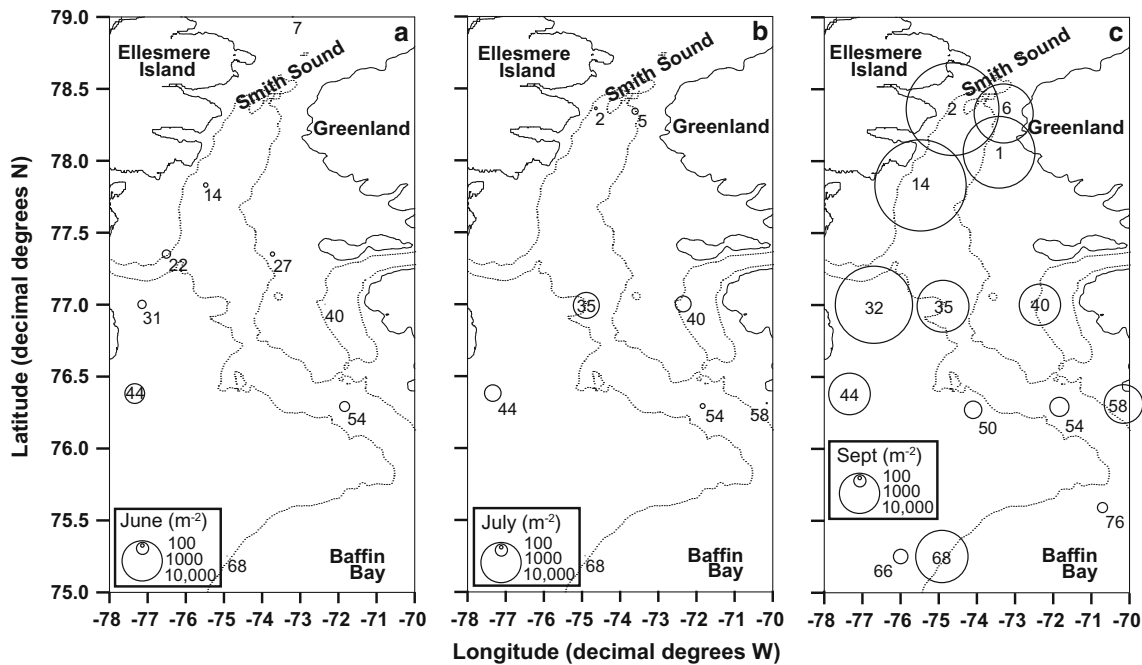 79.0
78.5
78.0
77.5
77.0
76.5
76.0
75.5
75.0
Latitude (decimal degrees N)
a
7
Ellesmere
Island
Smith Sound
14
22
27
31
40
44
54
June (m-2)
100
1000
10,000
68
Baffin
Bay
-78 -77 -76 -75 -74 -73 -72 -71 -70
b
Ellesmere
Island
Smith Sound
2
5
Greenland
35
40
44
54
58
July (m-2)
100
1000
10,000
68
Baffin
Bay
-78 -77 -76 -75 -74 -73 -72 -71 -70
c
Ellesmere
Island
Smith Sound
2
6
Greenland
1
14
32
35
40
44
50
54
58
Sept (m-2)
100
1000
10,000
76
66
68
Baffin
Bay
-78 -77 -76 -75 -74 -73 -72 -71 -70
Greenland
Longitude (decimal degrees W)